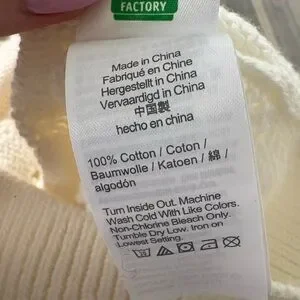 FACTORY
Made in China
Fabriqué en Chine
Hergestellt in China
Vervaardigd in China
中国製
hecho en china
100% Cotton / Coton /
Baumwolle / Katoen / 綿 /
algodón
Turn Inside Out. Machine
Wash Cold With Like Colors.
Non-Chlorine Bleach Only.
Tumble Dry Low. Iron on
Lowest Setting.